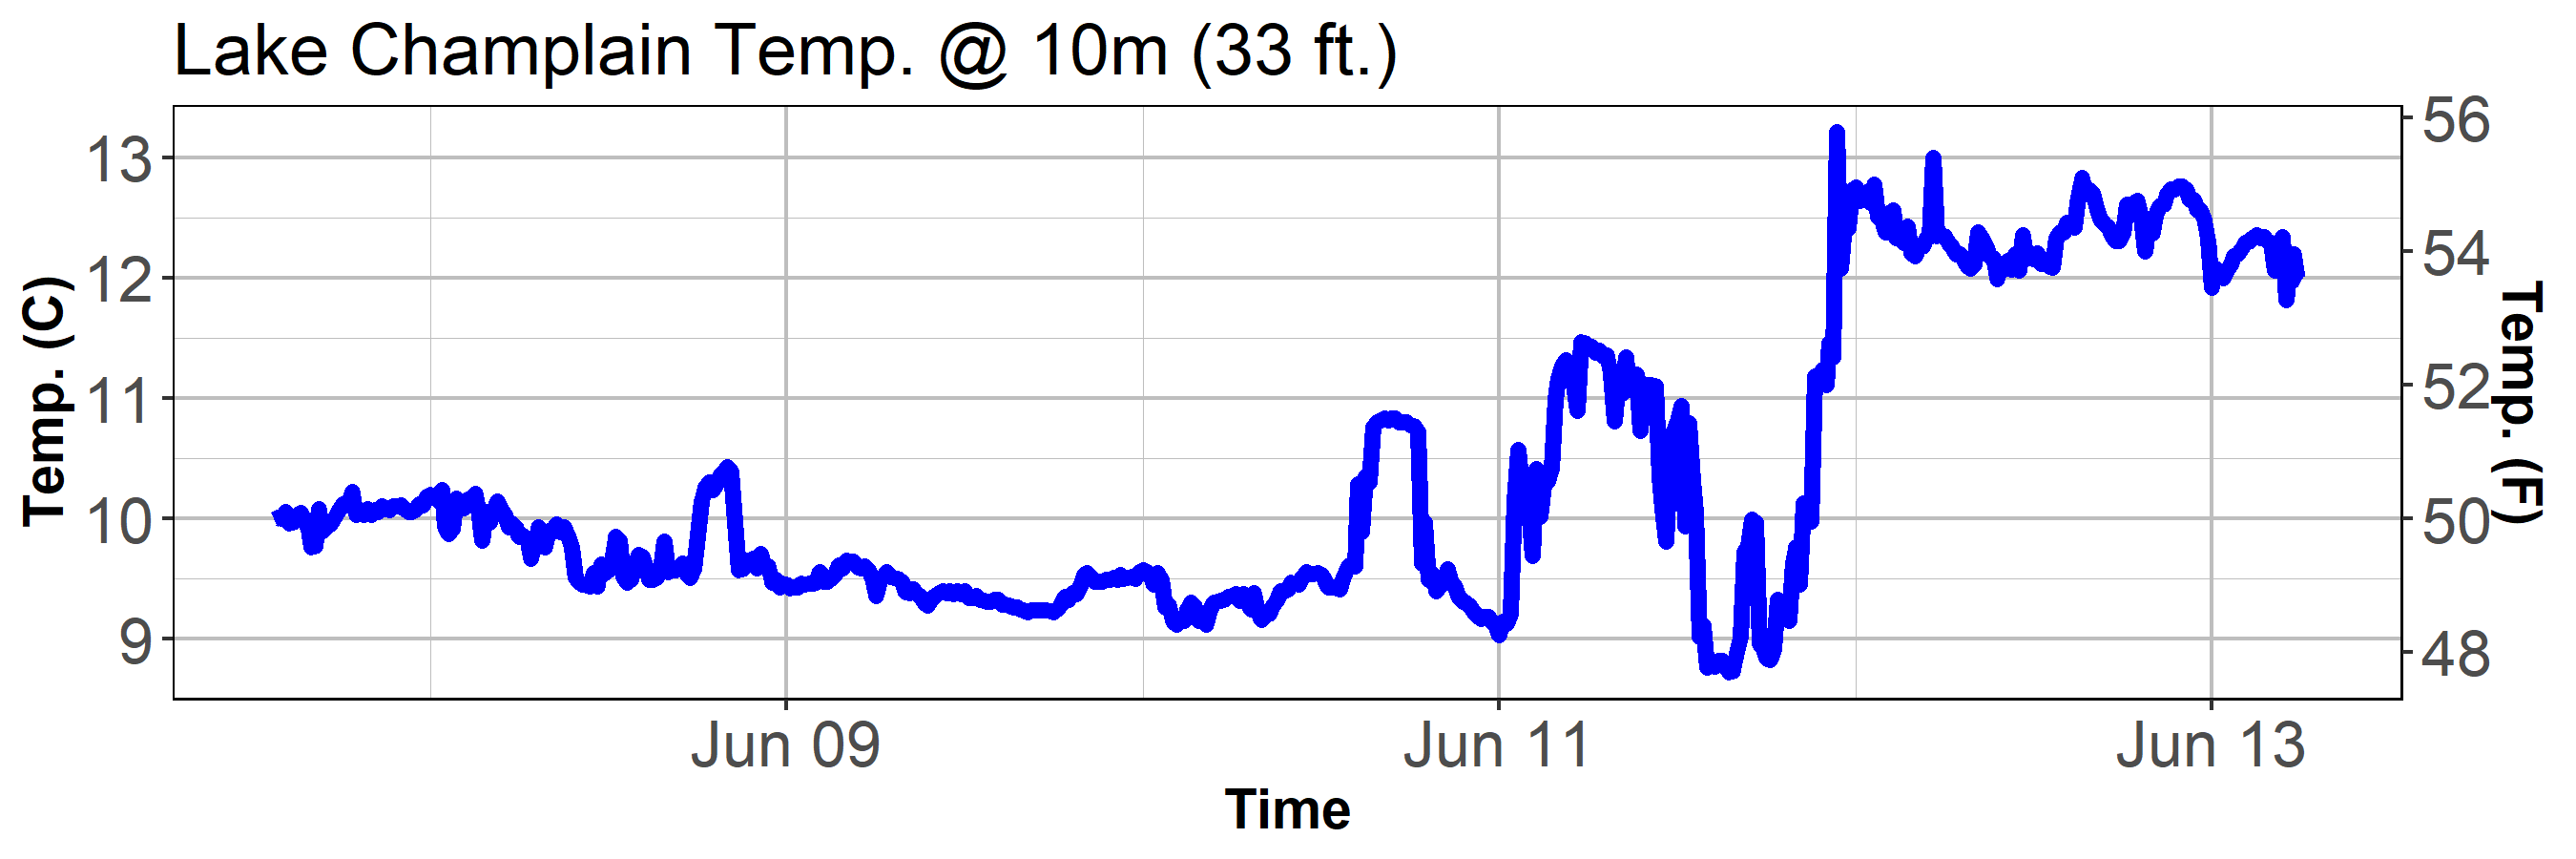 Lake Champlain Temp. @ 10m (33 ft.)
Temp. (C)
13
12
11
10
9
56
54
52
50
48
Temp. (F)
Jun 09
Jun 11
Jun 13
Time